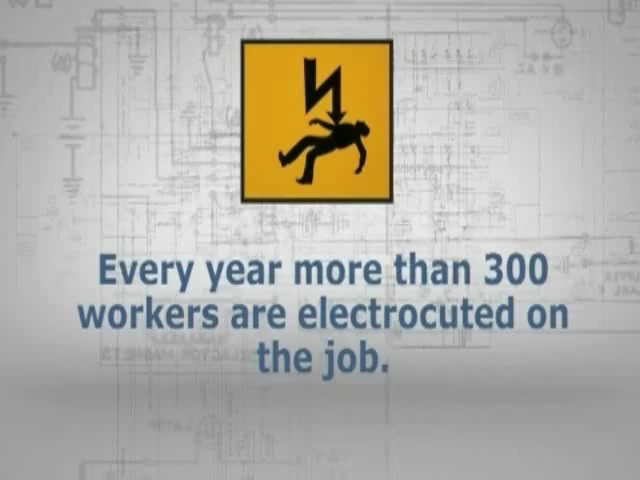 Every year more than 300
workers are electrocuted on
the job.